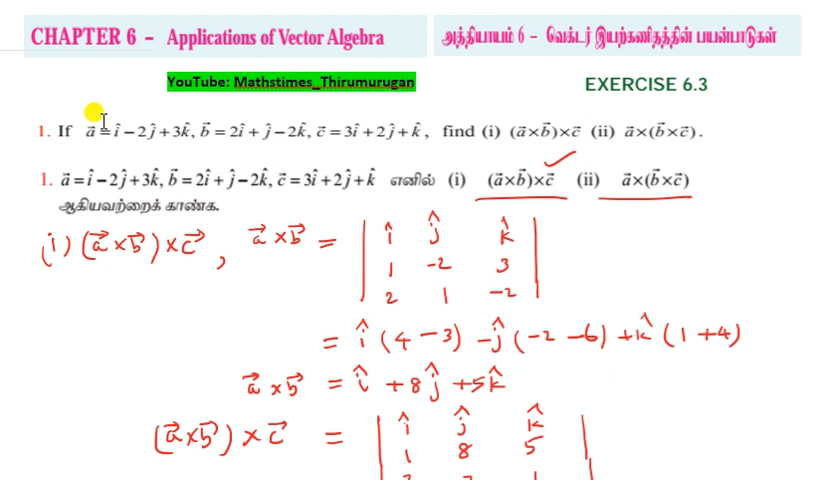 CHAPTER 6 – Applications of Vector Algebra
அத்தியாயம் 6 – வெக்டர் இயற்கணிதத்தின் பயன்பாடுகள்
YouTube: Mathstimes_Thirumurugan
EXERCISE 6.3
1. If a⃗ = î − 2ĵ + 3k̂, b⃗ = 2î + ĵ − 2k̂, c⃗ = 3î + 2ĵ + k̂, find (i) (a⃗×b⃗)×c⃗ (ii) a⃗×(b⃗×c⃗).
1. a⃗ = î − 2ĵ + 3k̂, b⃗ = 2î + ĵ − 2k̂, c⃗ = 3î + 2ĵ + k̂ எனில் (i) (a⃗×b⃗)×c⃗ (ii) a⃗×(b⃗×c⃗)
ஆகியவற்றைக் காண்க.
(i) (a⃗ × b⃗) × c⃗, a⃗ × b⃗ = | î ĵ k̂ |
1 -2 3
2 1 -2
= î (4 − 3) − ĵ (−2 − 6) + k̂ (1 + 4)
a⃗ × b⃗ = î + 8ĵ + 5k̂
(a⃗ × b⃗) × c⃗ = | î ĵ k̂ |
1 8 5